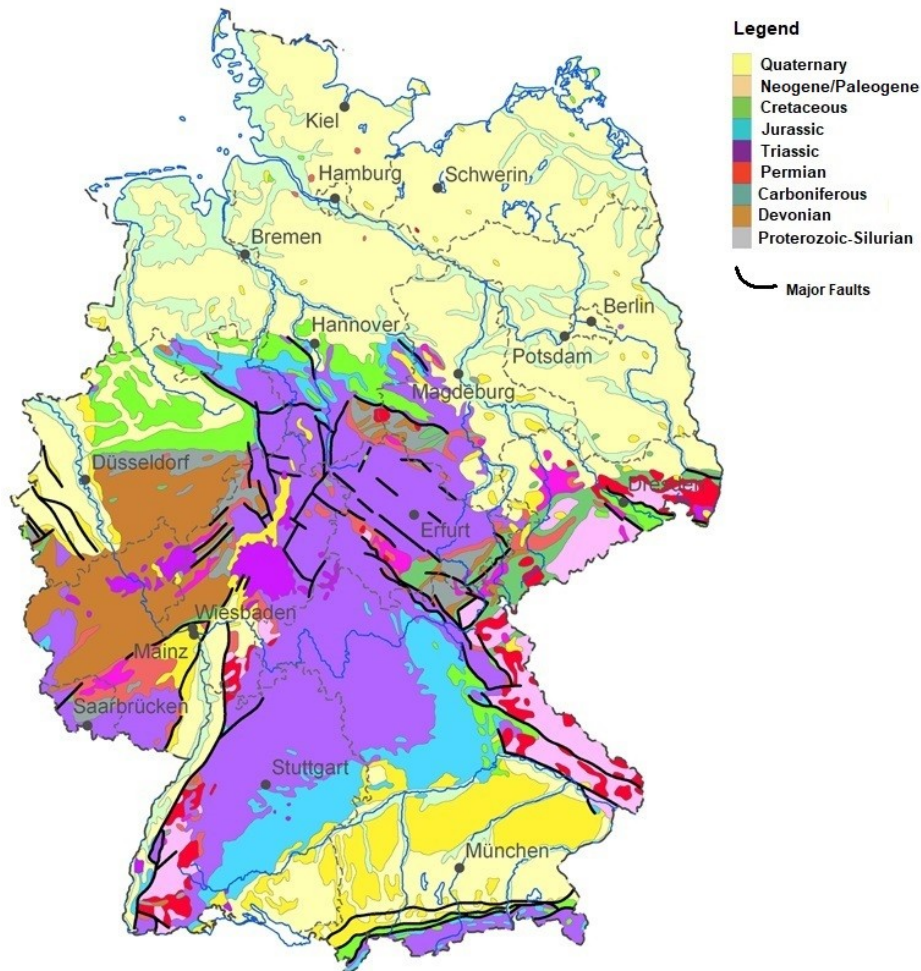 Legend
Quaternary
Neogene/Paleogene
Cretaceous
Jurassic
Triassic
Permian
Carboniferous
Devonian
Proterozoic-Silurian
Major Faults
Kiel
Hamburg
Schwerin
Bremen
Berlin
Hannover
Potsdam
Magdeburg
Düsseldorf
Dresden
Erfurt
Wiesbaden
Mainz
Saarbrücken
Stuttgart
München